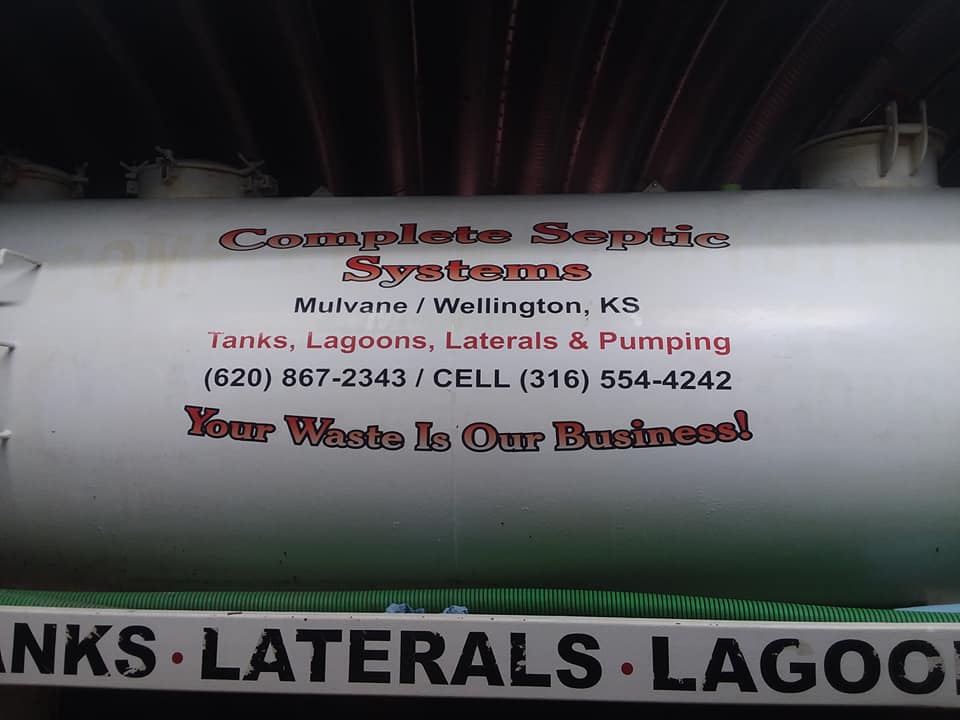 Complete Septic
Systems
Mulvane / Wellington, KS
Tanks, Lagoons, Laterals & Pumping
(620) 867-2343 / CELL (316) 554-4242
Your Waste Is Our Business!
ANKS · LATERALS · LAGOO